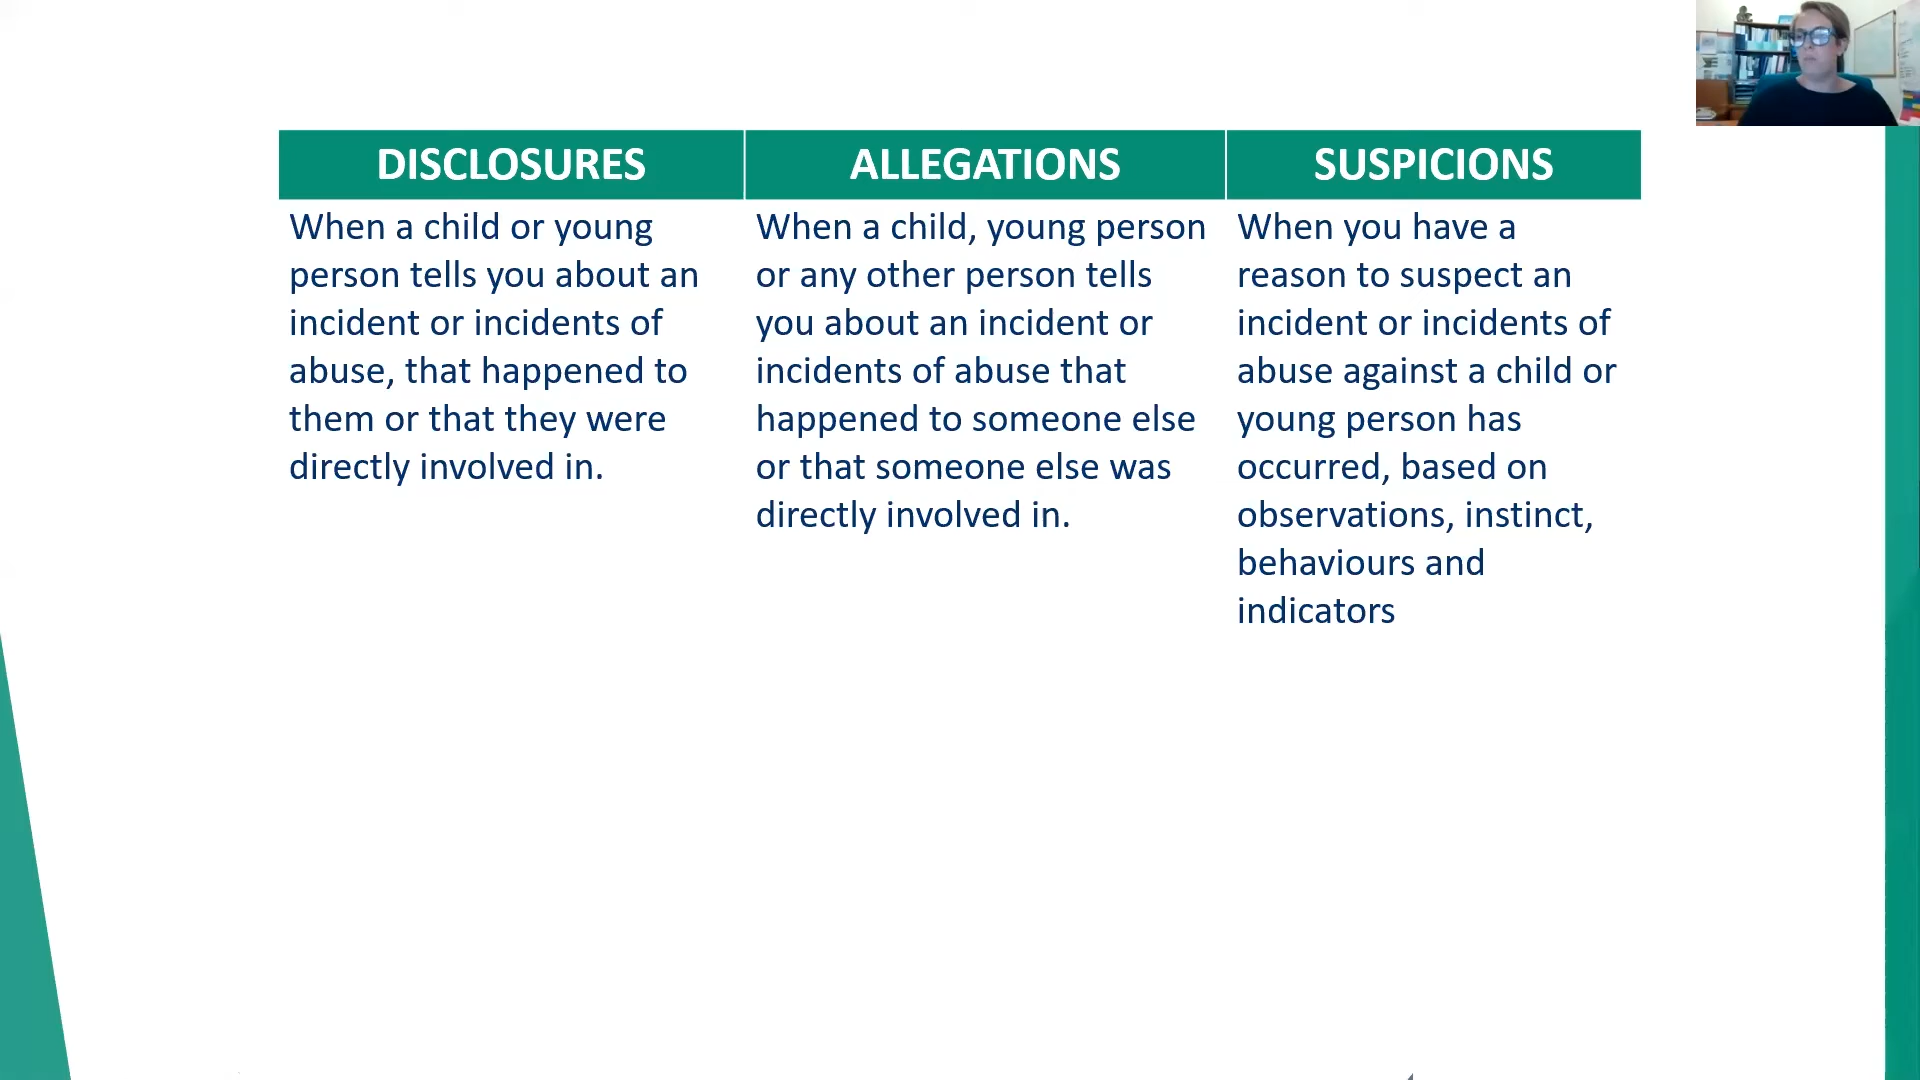 DISCLOSURES
When a child or young
person tells you about an
incident or incidents of
abuse, that happened to
them or that they were
directly involved in.
ALLEGATIONS
When a child, young person
or any other person tells
you about an incident or
incidents of abuse that
happened to someone else
or that someone else was
directly involved in.
SUSPICIONS
When you have a
reason to suspect an
incident or incidents of
abuse against a child or
young person has
occurred, based on
observations, instinct,
behaviours and
indicators